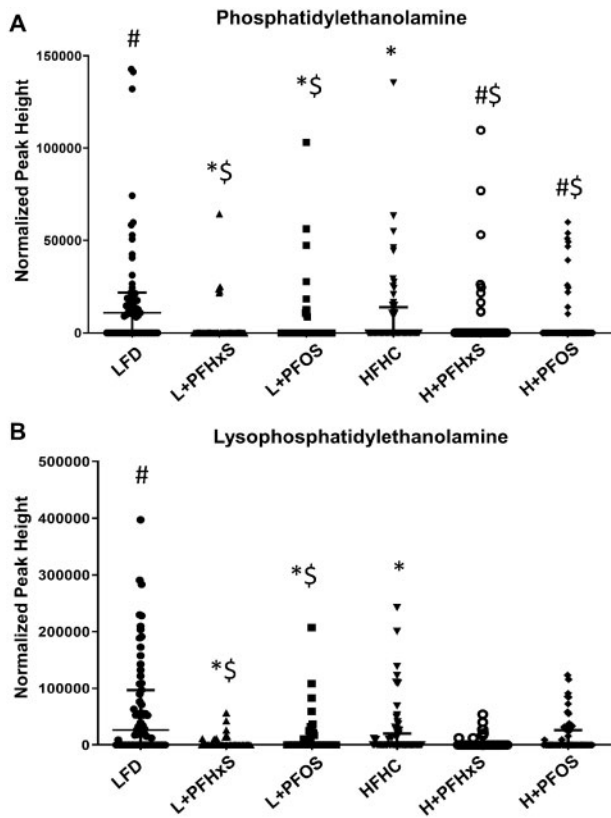 A
Phosphatidylethanolamine
Normalized Peak Height
150000
100000
50000
0
#
*$
*$
*
#$
#$
LFD
L+PFHxS
L+PFOS
HFHC
H+PFHxS
H+PFOS
B
Lysophosphatidylethanolamine
Normalized Peak Height
500000
400000
300000
200000
100000
0
#
*$
*$
*
LFD
L+PFHxS
L+PFOS
HFHC
H+PFHxS
H+PFOS